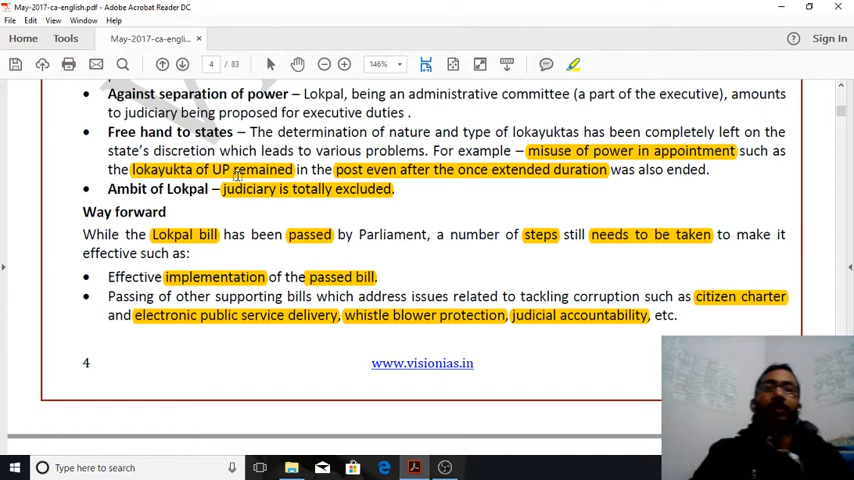 May-2017-ca-english.pdf - Adobe Acrobat Reader DC
File Edit View Window Help
Home Tools May-2017-ca-engli... × Sign In
4 / 83 146%
Against separation of power – Lokpal, being an administrative committee (a part of the executive), amounts
to judiciary being proposed for executive duties .
Free hand to states – The determination of nature and type of lokayuktas has been completely left on the
state's discretion which leads to various problems. For example – misuse of power in appointment such as
the lokayukta of UP remained in the post even after the once extended duration was also ended.
Ambit of Lokpal – judiciary is totally excluded.
Way forward
While the Lokpal bill has been passed by Parliament, a number of steps still needs to be taken to make it
effective such as:
Effective implementation of the passed bill.
Passing of other supporting bills which address issues related to tackling corruption such as citizen charter
and electronic public service delivery, whistle blower protection, judicial accountability, etc.
4 www.visionias.in
Type here to search